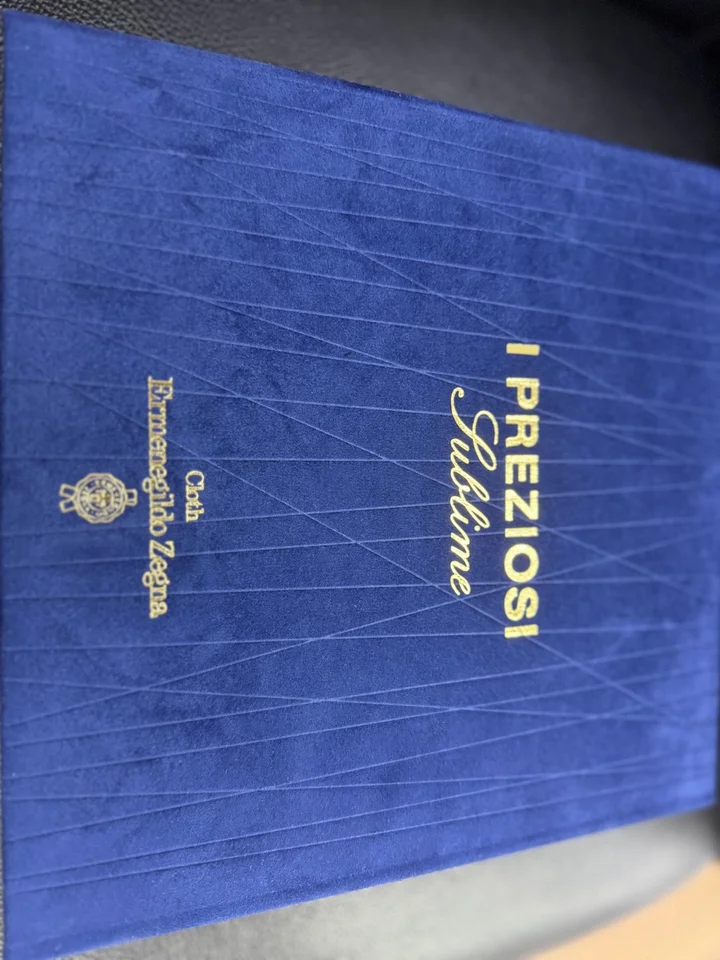 I PREZIOSI
Sublime
Cloth
Ermenegildo Zegna